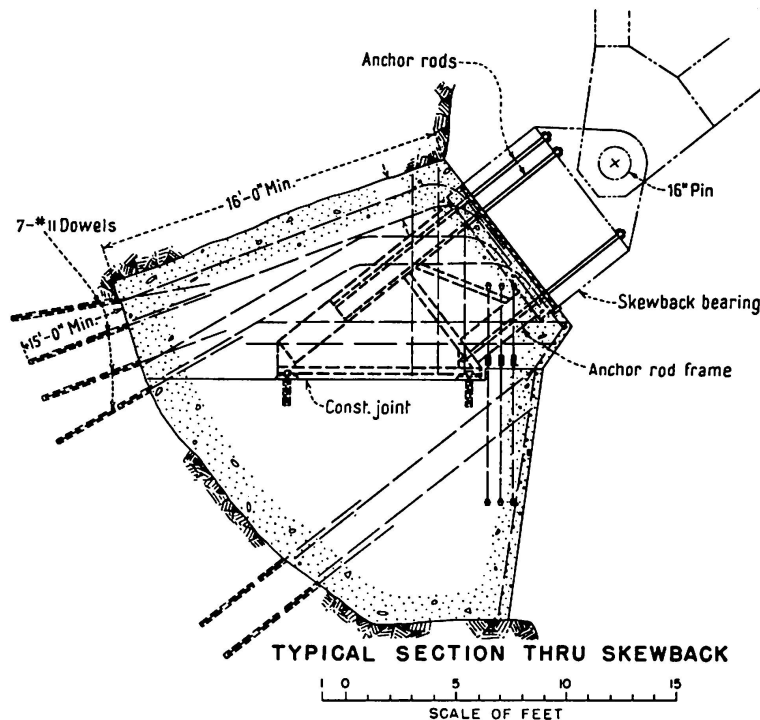 Anchor rods
16'-0" Min.
16" Pin
7-#11 Dowels
15'-0" Min.
Skewback bearing
Anchor rod frame
Const. joint
TYPICAL SECTION THRU SKEWBACK
1 0 5 10 15
SCALE OF FEET